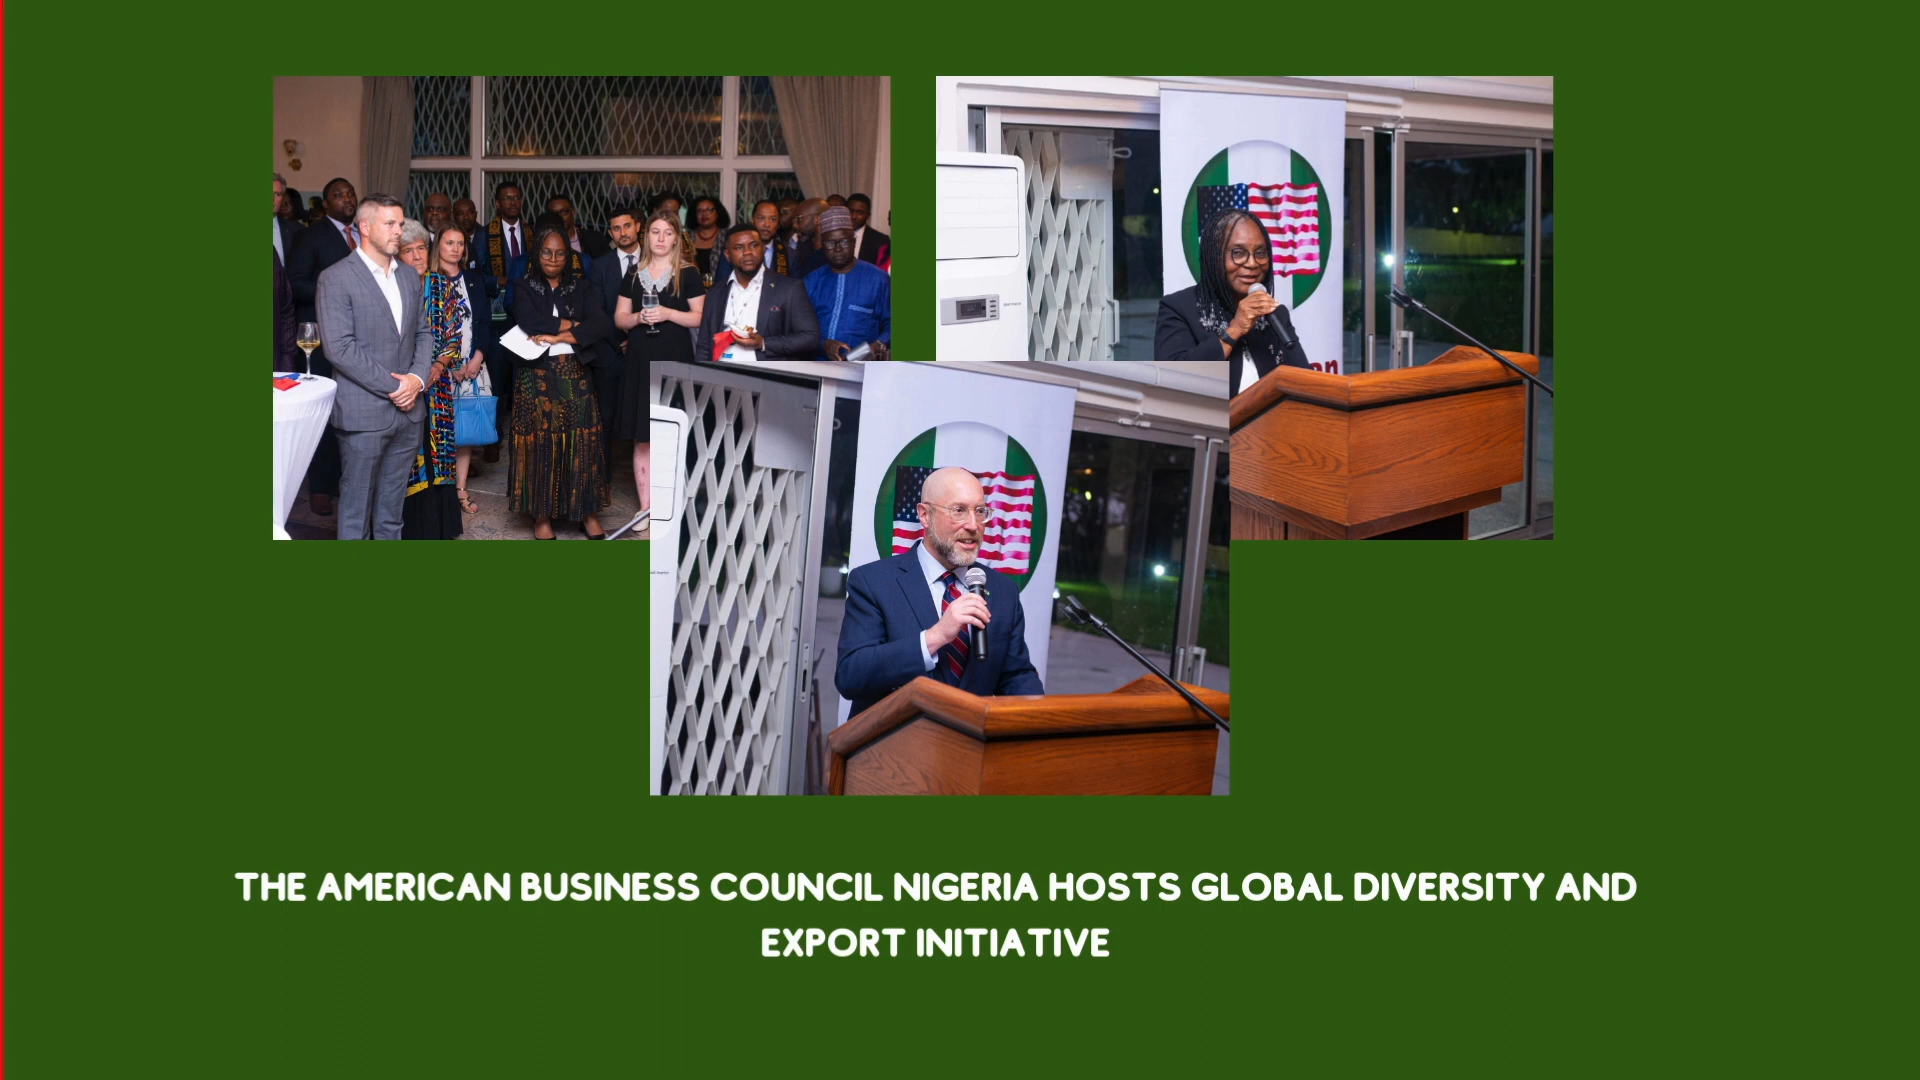 THE AMERICAN BUSINESS COUNCIL NIGERIA HOSTS GLOBAL DIVERSITY AND
EXPORT INITIATIVE